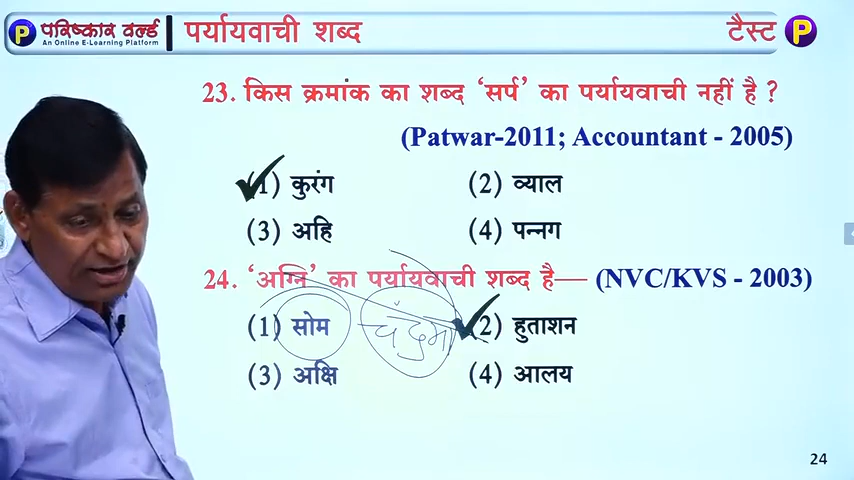 परिष्कार वर्ल्ड
An Online E-Learning Platform
पर्यायवाची शब्द
टैस्ट P
23. किस क्रमांक का शब्द ‘सर्प’ का पर्यायवाची नहीं है ?
(Patwar-2011; Accountant - 2005)
(1) कुरंग (2) व्याल
(3) अहि (4) पन्नग
24. ‘अग्नि’ का पर्यायवाची शब्द है— (NVC/KVS - 2003)
(1) सोम चंद्रमा (2) हुताशन
(3) अक्षि (4) आलय
24